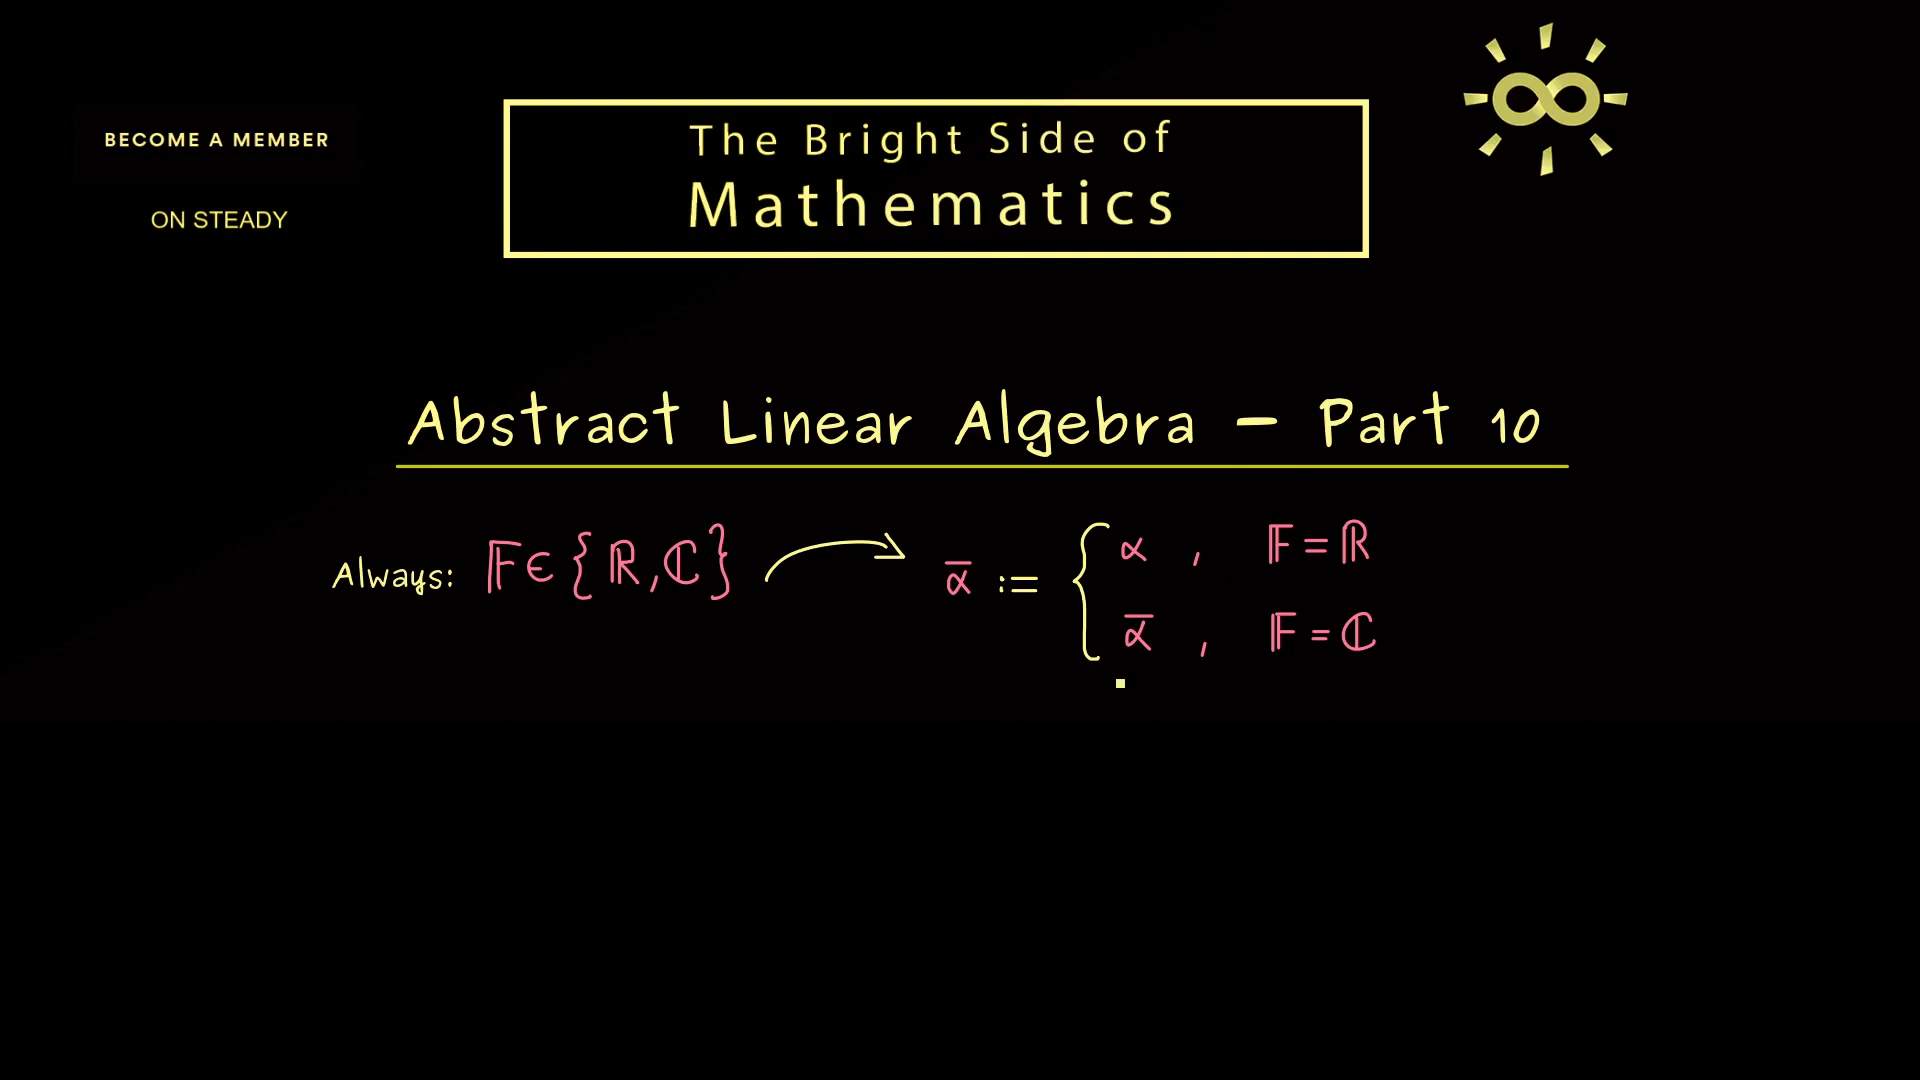 BECOME A MEMBER
ON STEADY
The Bright Side of
Mathematics
Abstract Linear Algebra – Part 10
Always: 𝔽 ∈ {ℝ, ℂ} ᾱ := { α , 𝔽 = ℝ
ᾱ , 𝔽 = ℂ